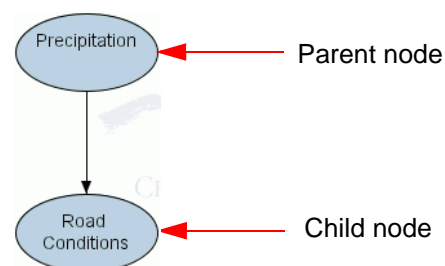 Precipitation
Parent node
Road
Conditions
Child node